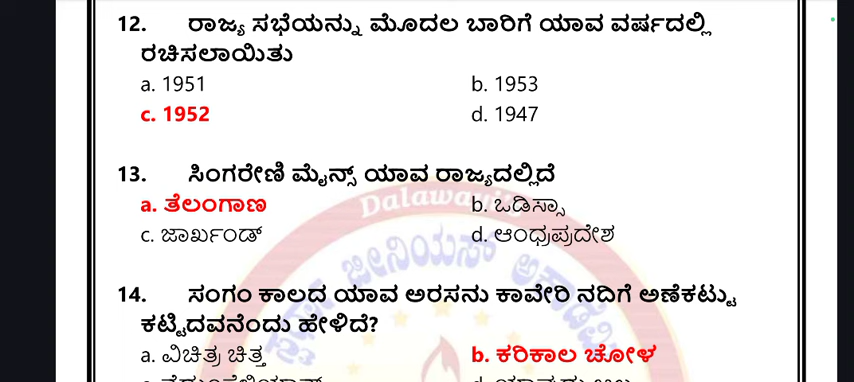 12. ರಾಜ್ಯ ಸಭೆಯನ್ನು ಮೊದಲ ಬಾರಿಗೆ ಯಾವ ವರ್ಷದಲ್ಲಿ
ರಚಿಸಲಾಯಿತು
a. 1951 b. 1953
c. 1952 d. 1947
13. ಸಿಂಗರೇಣಿ ಮೈನ್ಸ್ ಯಾವ ರಾಜ್ಯದಲ್ಲಿದೆ
a. ತೆಲಂಗಾಣ b. ಒಡಿಸ್ಸಾ
c. ಜಾರ್ಖಂಡ್ d. ಆಂಧ್ರಪ್ರದೇಶ
14. ಸಂಗಂ ಕಾಲದ ಯಾವ ಅರಸನು ಕಾವೇರಿ ನದಿಗೆ ಅಣೆಕಟ್ಟು
ಕಟ್ಟಿದವನೆಂದು ಹೇಳಿದೆ?
a. ವಿಚಿತ್ರ ಚಿತ್ತ b. ಕರಿಕಾಲ ಚೋಳ